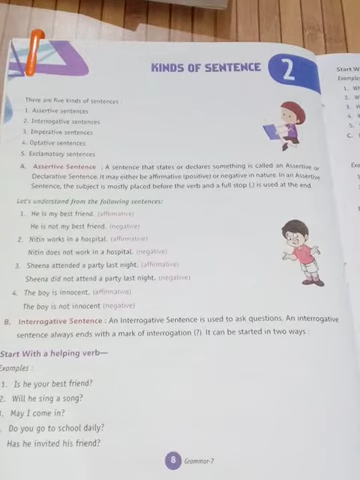 KINDS OF SENTENCE 2
There are five kinds of sentences :
1. Assertive sentences
2. Interrogative sentences
3. Imperative sentences
4. Optative sentences
5. Exclamatory sentences
A. Assertive Sentence : A sentence that states or declares something is called an Assertive or
Declarative Sentence. It may either be affirmative (positive) or negative in nature. In an Assertive
Sentence, the subject is mostly placed before the verb and a full stop (.) is used at the end.
Let's understand from the following sentences:
1. He is my best friend. (affirmative)
He is not my best friend. (negative)
2. Nitin works in a hospital. (affirmative)
Nitin does not work in a hospital. (negative)
3. Sheena attended a party last night. (affirmative)
Sheena did not attend a party last night. (negative)
4. The boy is innocent. (affirmative)
The boy is not innocent (negative)
B. Interrogative Sentence : An Interrogative Sentence is used to ask questions. An interrogative
sentence always ends with a mark of interrogation (?). It can be started in two ways :
Start With a helping verb—
Examples :
1. Is he your best friend?
2. Will he sing a song?
. May I come in?
. Do you go to school daily?
Has he invited his friend?
8 Grammar-7
Start W
1.
2.
C.